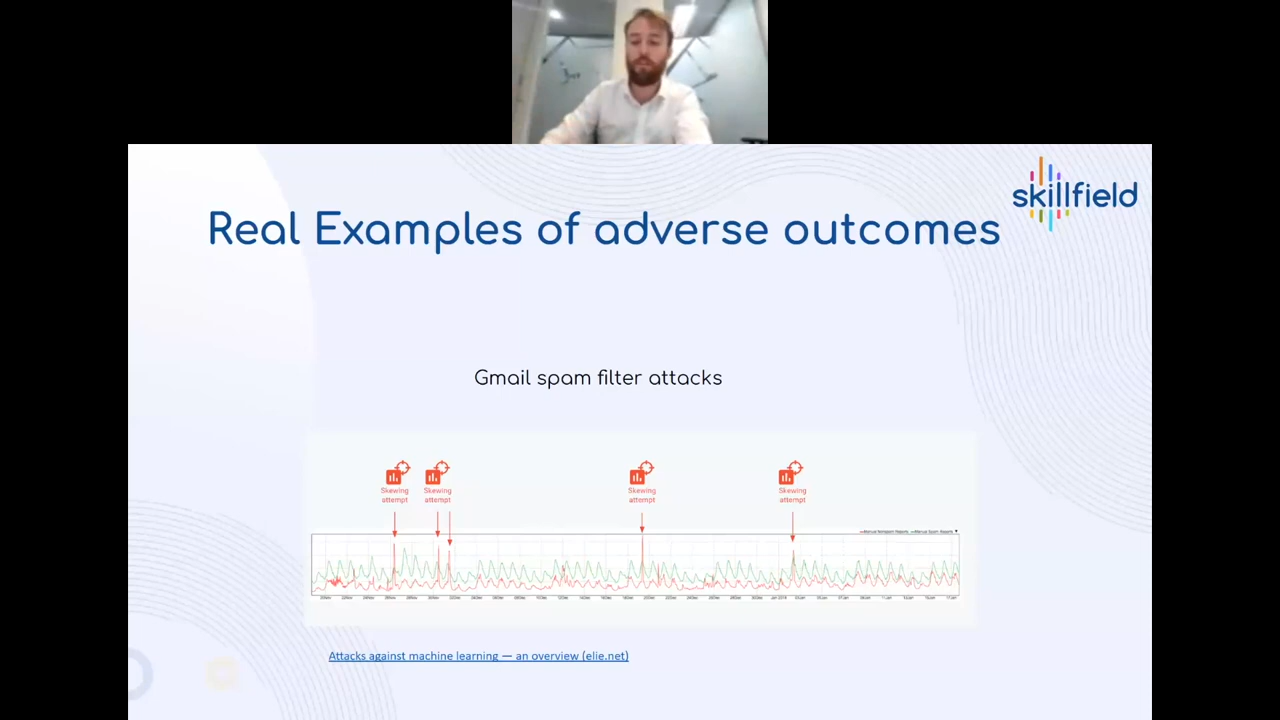 skillfield
Real Examples of adverse outcomes
Gmail spam filter attacks
Skewing
attempt
Skewing
attempt
Skewing
attempt
Skewing
attempt
Attacks against machine learning — an overview (elie.net)